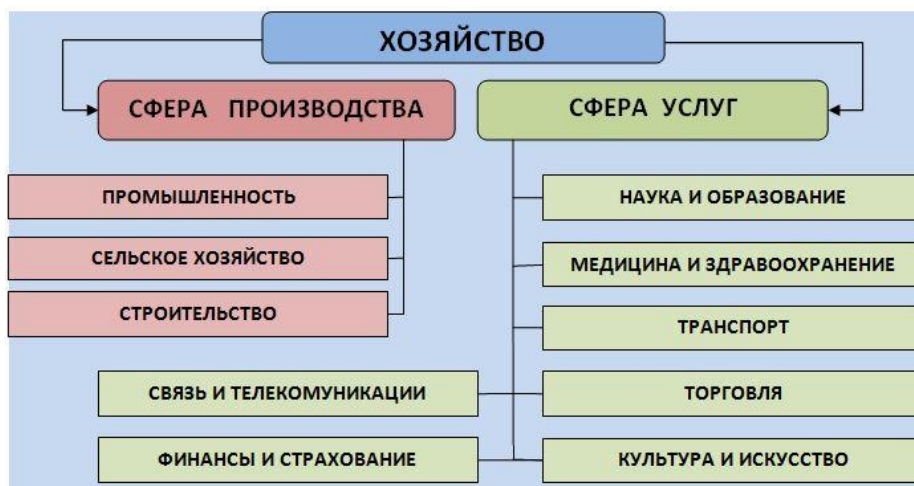 ХОЗЯЙСТВО
СФЕРА ПРОИЗВОДСТВА
СФЕРА УСЛУГ
ПРОМЫШЛЕННОСТЬ
НАУКА И ОБРАЗОВАНИЕ
СЕЛЬСКОЕ ХОЗЯЙСТВО
МЕДИЦИНА И ЗДРАВООХРАНЕНИЕ
СТРОИТЕЛЬСТВО
ТРАНСПОРТ
СВЯЗЬ И ТЕЛЕКОМУНИКАЦИИ
ТОРГОВЛЯ
ФИНАНСЫ И СТРАХОВАНИЕ
КУЛЬТУРА И ИСКУССТВО